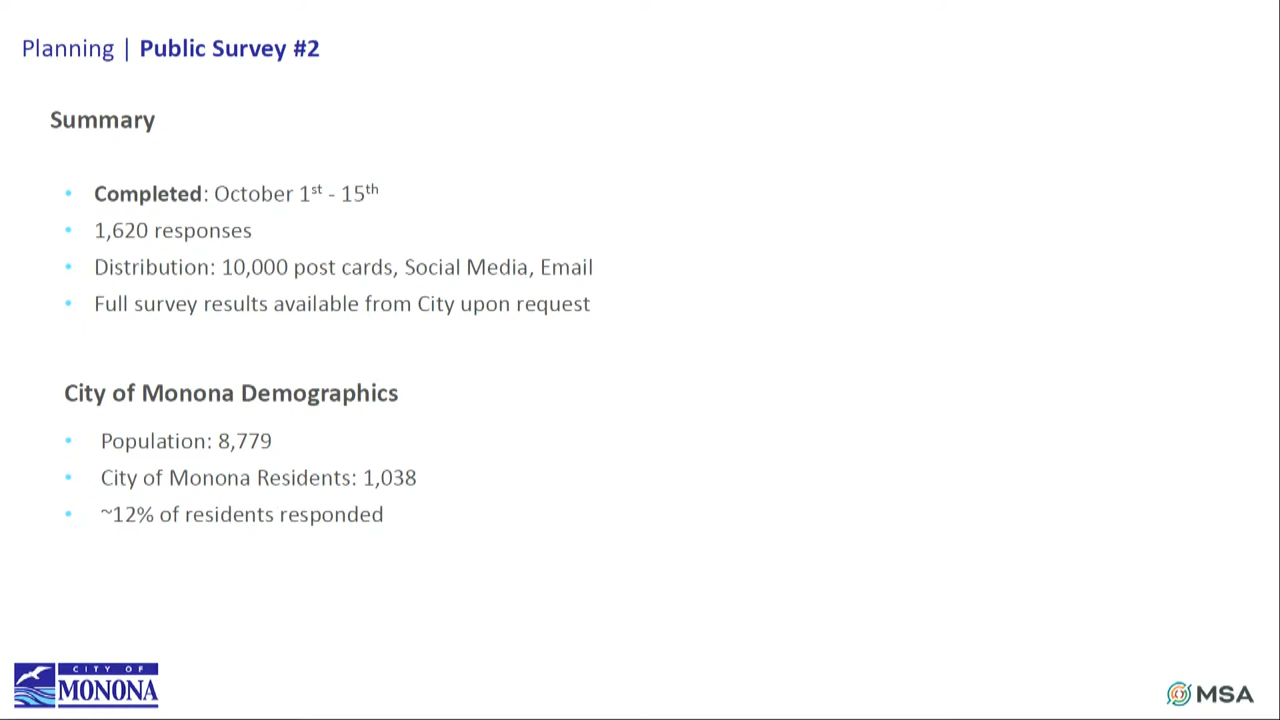 Planning | Public Survey #2
Summary
• Completed: October 1st - 15th
• 1,620 responses
• Distribution: 10,000 post cards, Social Media, Email
• Full survey results available from City upon request
City of Monona Demographics
• Population: 8,779
• City of Monona Residents: 1,038
• ~12% of residents responded
CITY OF
MONONA
MSA